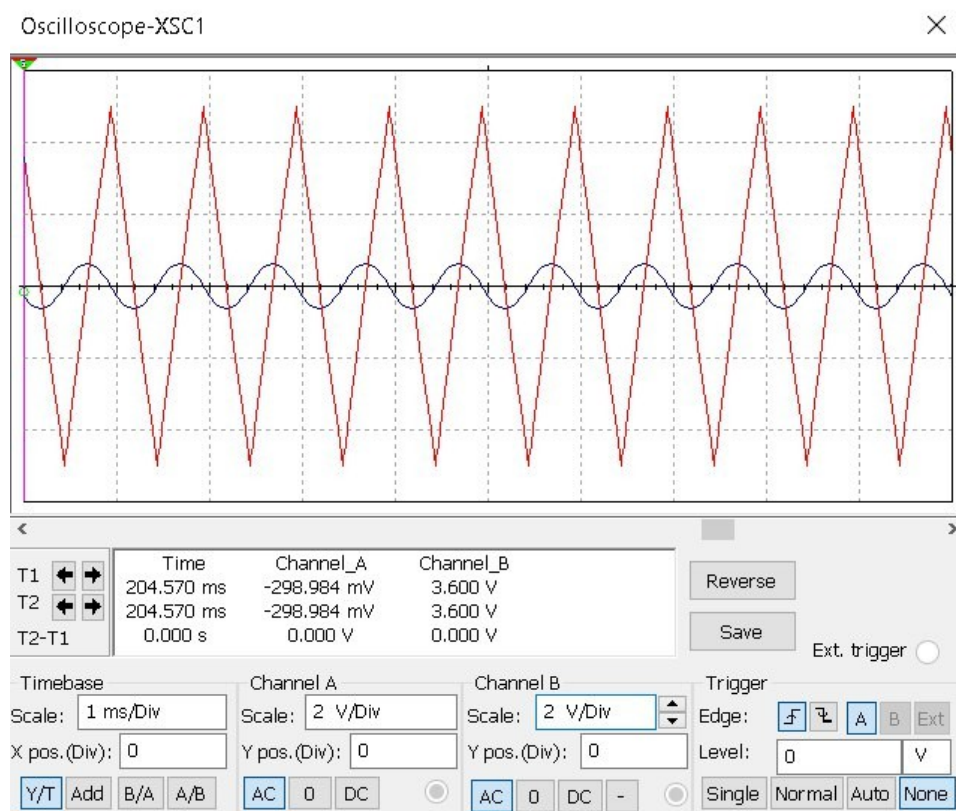 Oscilloscope-XSC1
Time Channel_A Channel_B
T1 204.570 ms -298.984 mV 3.600 V
T2 204.570 ms -298.984 mV 3.600 V
T2-T1 0.000 s 0.000 V 0.000 V
Reverse
Save
Ext. trigger
Timebase
Scale: 1 ms/Div
X pos.(Div): 0
Y/T Add B/A A/B
Channel A
Scale: 2 V/Div
Y pos.(Div): 0
AC 0 DC
Channel B
Scale: 2 V/Div
Y pos.(Div): 0
AC 0 DC -
Trigger
Edge: A B Ext
Level: 0 V
Single Normal Auto None